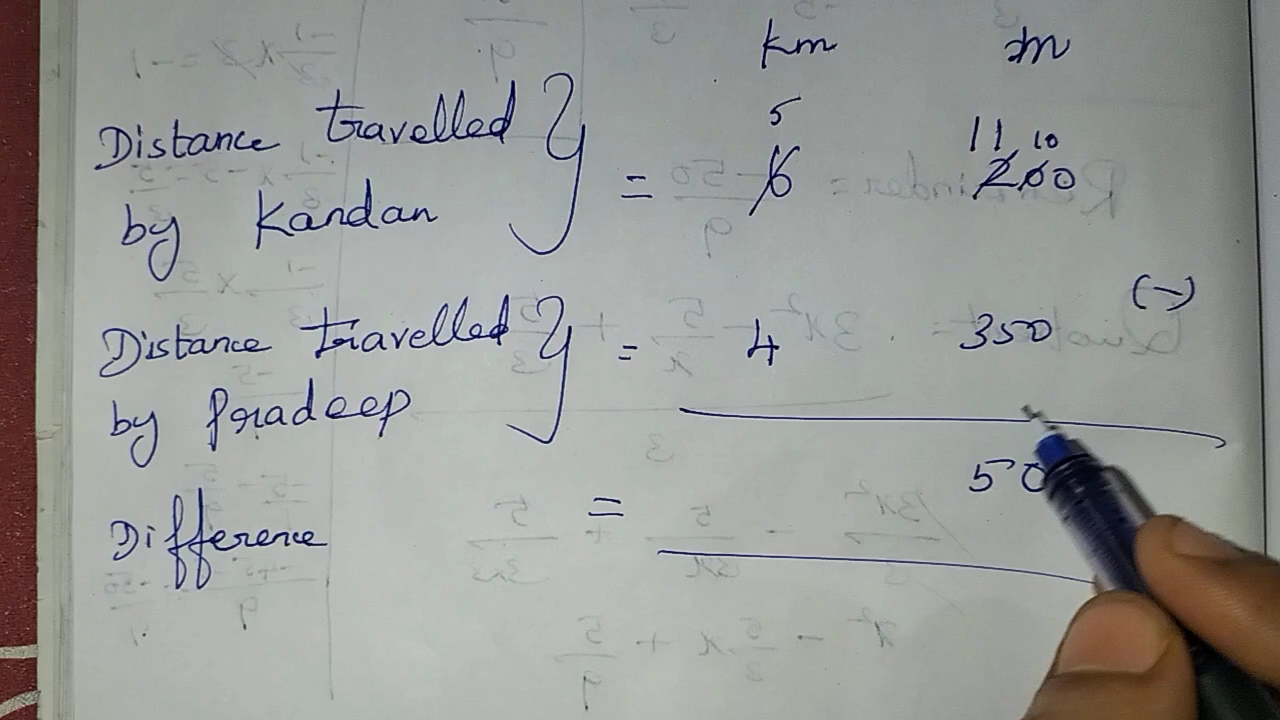 km m
5 11 10
Distance travelled
by Kandan } = 6 200
(-)
Distance travelled
by Pradeep } = 4 350
50
Difference =